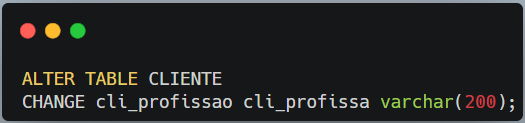 ALTER TABLE CLIENTE
CHANGE cli_profissao cli_profissa varchar(200);